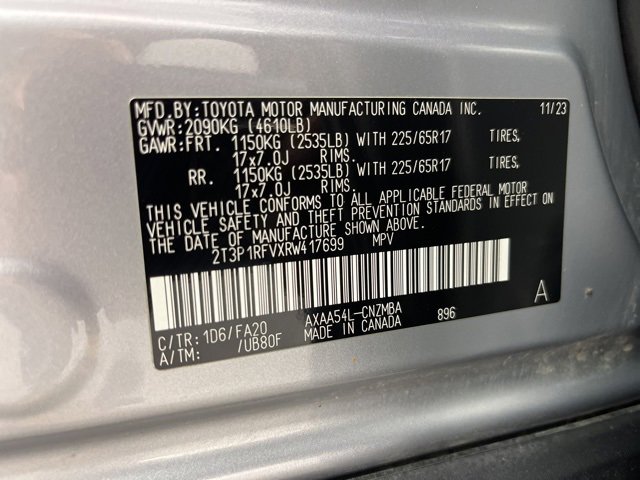 MFD.BY:TOYOTA MOTOR MANUFACTURING CANADA INC. 11/23
GVWR:2090KG (4610LB)
GAWR:FRT. 1150KG (2535LB) WITH 225/65R17 TIRES,
17x7.0J RIMS.
RR. 1150KG (2535LB) WITH 225/65R17 TIRES,
17x7.0J RIMS.
THIS VEHICLE CONFORMS TO ALL APPLICABLE FEDERAL MOTOR
VEHICLE SAFETY AND THEFT PREVENTION STANDARDS IN EFFECT ON
THE DATE OF MANUFACTURE SHOWN ABOVE.
2T3P1RFVXRW417699 MPV
C/TR:1D6/FA20 AXAA54L-CNZMBA 896 A
A/TM: /UB80F MADE IN CANADA